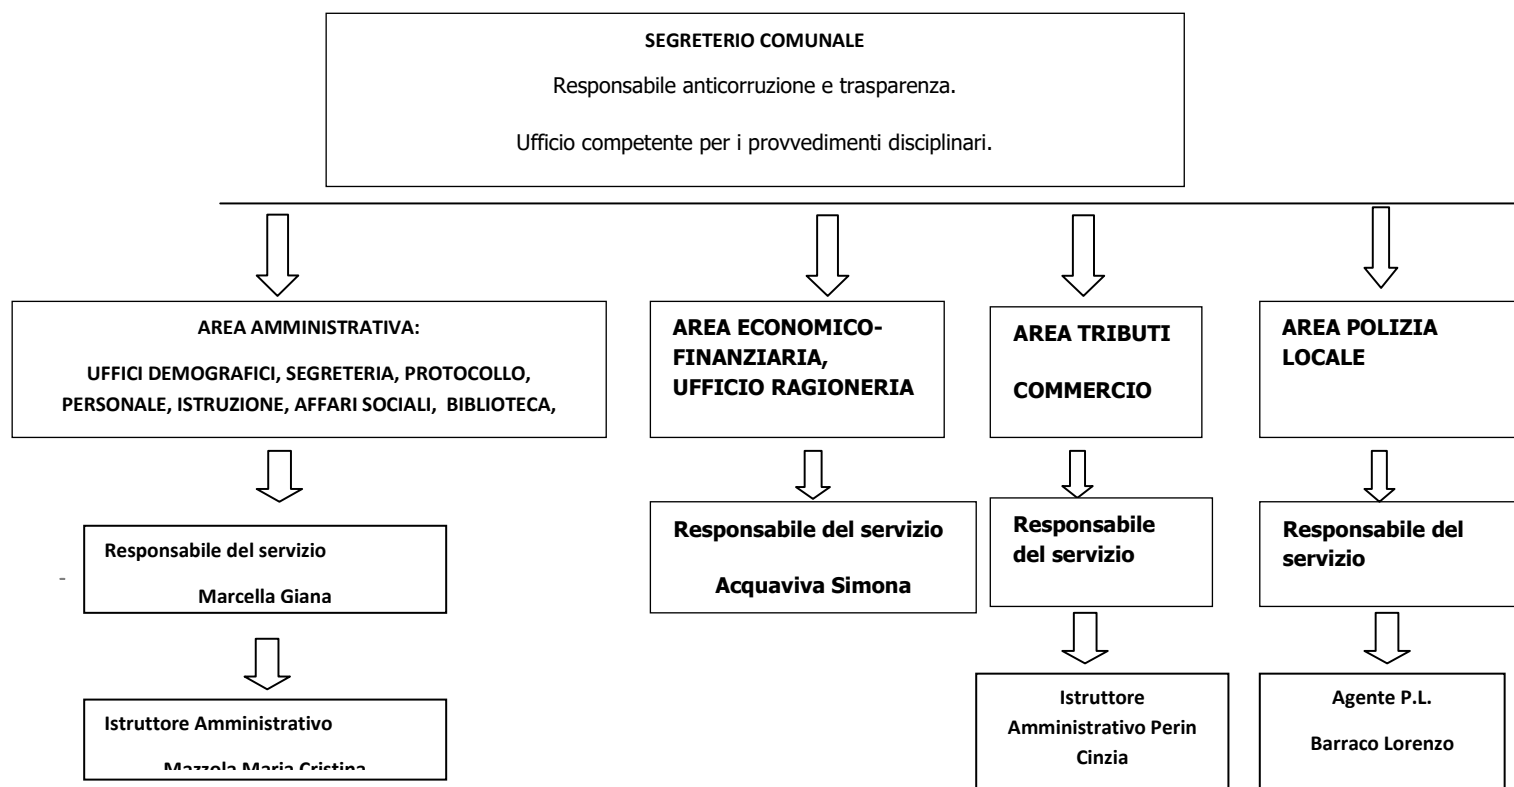 SEGRETERIO COMUNALE
Responsabile anticorruzione e trasparenza.
Ufficio competente per i provvedimenti disciplinari.
AREA AMMINISTRATIVA:
UFFICI DEMOGRAFICI, SEGRETERIA, PROTOCOLLO,
PERSONALE, ISTRUZIONE, AFFARI SOCIALI, BIBLIOTECA,
AREA ECONOMICO-
FINANZIARIA,
UFFICIO RAGIONERIA
AREA TRIBUTI
COMMERCIO
AREA POLIZIA
LOCALE
Responsabile del servizio
Marcella Giana
Responsabile del servizio
Acquaviva Simona
Responsabile
del servizio
Responsabile del
servizio
-
Istruttore Amministrativo
Mazzola Maria Cristina
Istruttore
Amministrativo Perin
Cinzia
Agente P.L.
Barraco Lorenzo